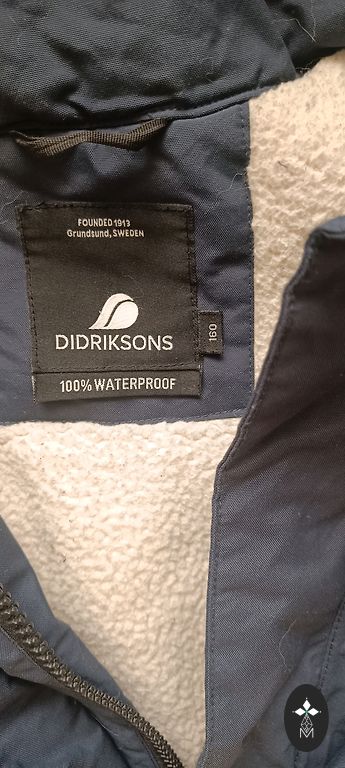 FOUNDED 1913
Grundsund, SWEDEN
DIDRIKSONS
160
100% WATERPROOF
M